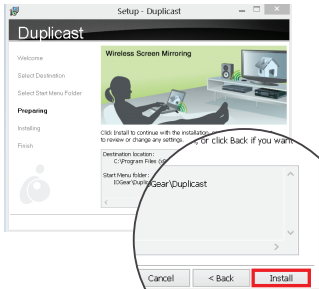 Setup - Duplicast
Duplicast
Welcome
Select Destination
Select Start Menu Folder
Preparing
Installing
Finish
Wireless Screen Mirroring
Click Install to continue with the installation,
to review or change any settings.
, or click Back if you want
Destination location:
C:\Program Files
Start Menu folder:
IOGear\Duplic
Gear\Duplicast
Cancel
< Back
Install